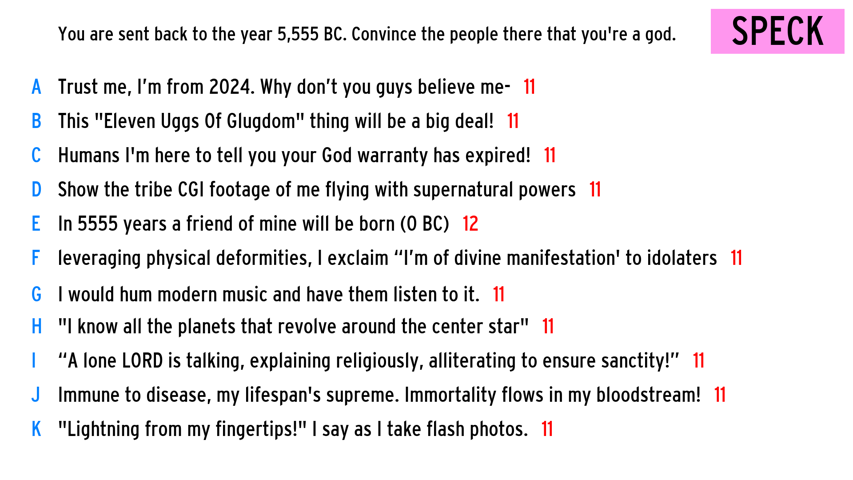 You are sent back to the year 5,555 BC. Convince the people there that you're a god.
SPECK
A Trust me, I’m from 2024. Why don’t you guys believe me- 11
B This "Eleven Uggs Of Glugdom" thing will be a big deal! 11
C Humans I'm here to tell you your God warranty has expired! 11
D Show the tribe CGI footage of me flying with supernatural powers 11
E In 5555 years a friend of mine will be born (0 BC) 12
F leveraging physical deformities, I exclaim “I’m of divine manifestation' to idolaters 11
G I would hum modern music and have them listen to it. 11
H "I know all the planets that revolve around the center star" 11
I “A lone LORD is talking, explaining religiously, alliterating to ensure sanctity!” 11
J Immune to disease, my lifespan's supreme. Immortality flows in my bloodstream! 11
K "Lightning from my fingertips!" I say as I take flash photos. 11